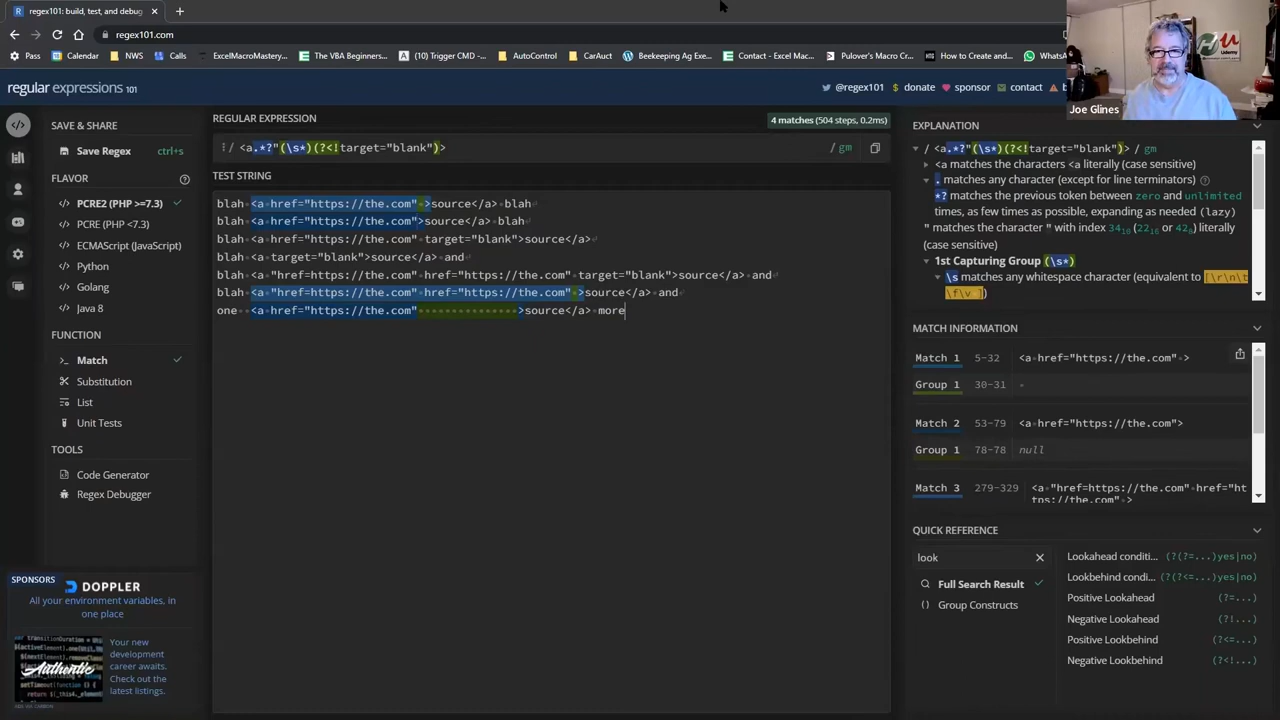 regex101: build, test, and debug
regex101.com
Pass
Calendar
NWS
Calls
ExcelMacroMastery...
The VBA Beginners...
(10) Trigger CMD -...
AutoControl
CarAuct
Beekeeping Ag Exe...
Contact - Excel Mac...
Pulover's Macro Cr...
How to Create and...
WhatsA
regular expressions 101
@regex101
$ donate
sponsor
contact
b
Joe Glines
SAVE & SHARE
Save Regex
ctrl+s
FLAVOR
PCRE2 (PHP >=7.3)
PCRE (PHP <7.3)
ECMAScript (JavaScript)
Python
Golang
Java 8
FUNCTION
Match
Substitution
List
Unit Tests
TOOLS
Code Generator
Regex Debugger
SPONSORS
DOPPLER
All your environment variables, in
one place
Authentic
Your new
development
career awaits.
Check out the
latest listings.
REGULAR EXPRESSION
4 matches (504 steps, 0.2ms)
/ <a.*?"(\s*)(?<!target="blank")>
/ gm
TEST STRING
blah <a href="https://the.com" >source</a> blah
blah <a href="https://the.com">source</a> blah
blah <a href="https://the.com" target="blank">source</a>
blah <a target="blank">source</a> and
blah <a "href="https://the.com" href="https://the.com" target="blank">source</a> and
blah <a "href=https://the.com" href="https://the.com" >source</a> and
one  <a href="https://the.com"               >source</a> more
EXPLANATION
/ <a.*?"(\s*)(?<!target="blank")> / gm
<a matches the characters <a literally (case sensitive)
. matches any character (except for line terminators)
*? matches the previous token between zero and unlimited
times, as few times as possible, expanding as needed (lazy)
" matches the character " with index 34₁₀ (22₁₆ or 42₈) literally
(case sensitive)
1st Capturing Group (\s*)
\s matches any whitespace character (equivalent to [\r\n\t
\f\v ])
MATCH INFORMATION
Match 1 5-32 <a href="https://the.com" >
Group 1 30-31
Match 2 53-79 <a href="https://the.com">
Group 1 78-78 null
Match 3 279-329 <a "href=https://the.com" href="ht
tps://the.com" >
QUICK REFERENCE
look
Full Search Result
Group Constructs
Lookahead conditi... (?(?=...)yes|no)
Lookbehind condi... (?(?<=...)yes|no)
Positive Lookahead (?=...)
Negative Lookahead (?!...)
Positive Lookbehind (?<=...)
Negative Lookbehind (?<!...)